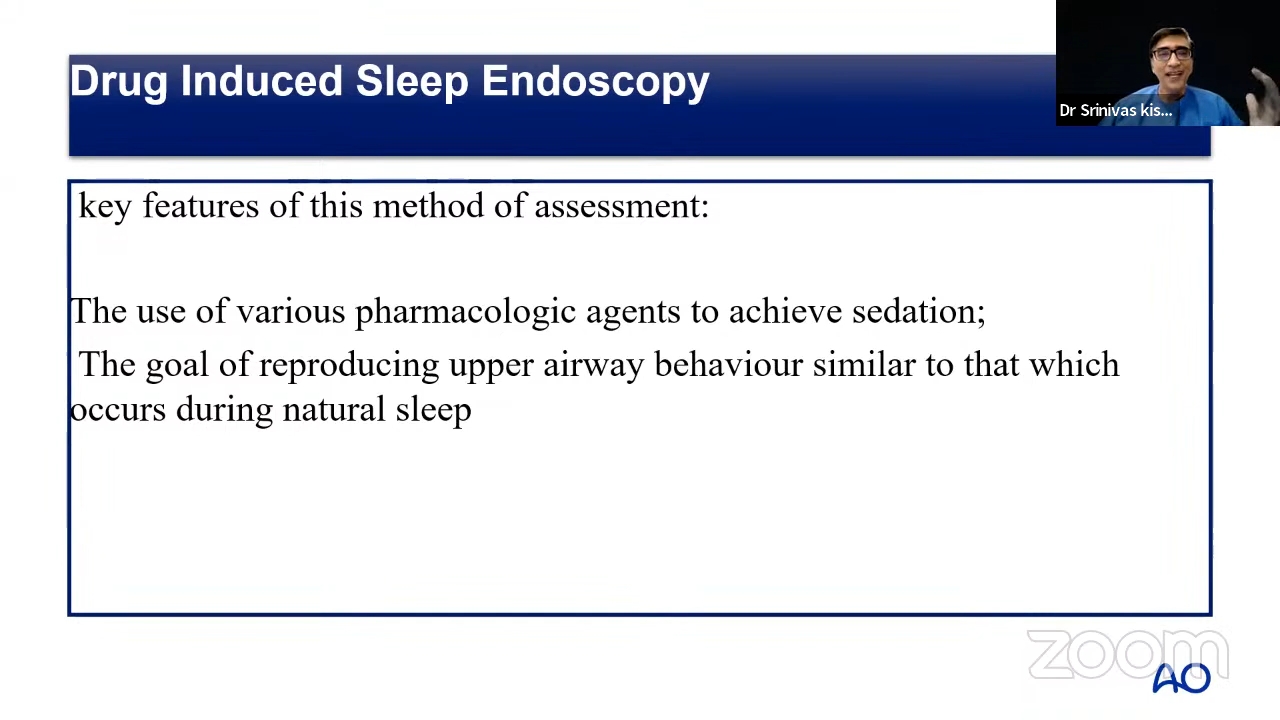 Drug Induced Sleep Endoscopy
Dr Srinivas kis...
key features of this method of assessment:
The use of various pharmacologic agents to achieve sedation;
The goal of reproducing upper airway behaviour similar to that which
occurs during natural sleep
zoom
AO